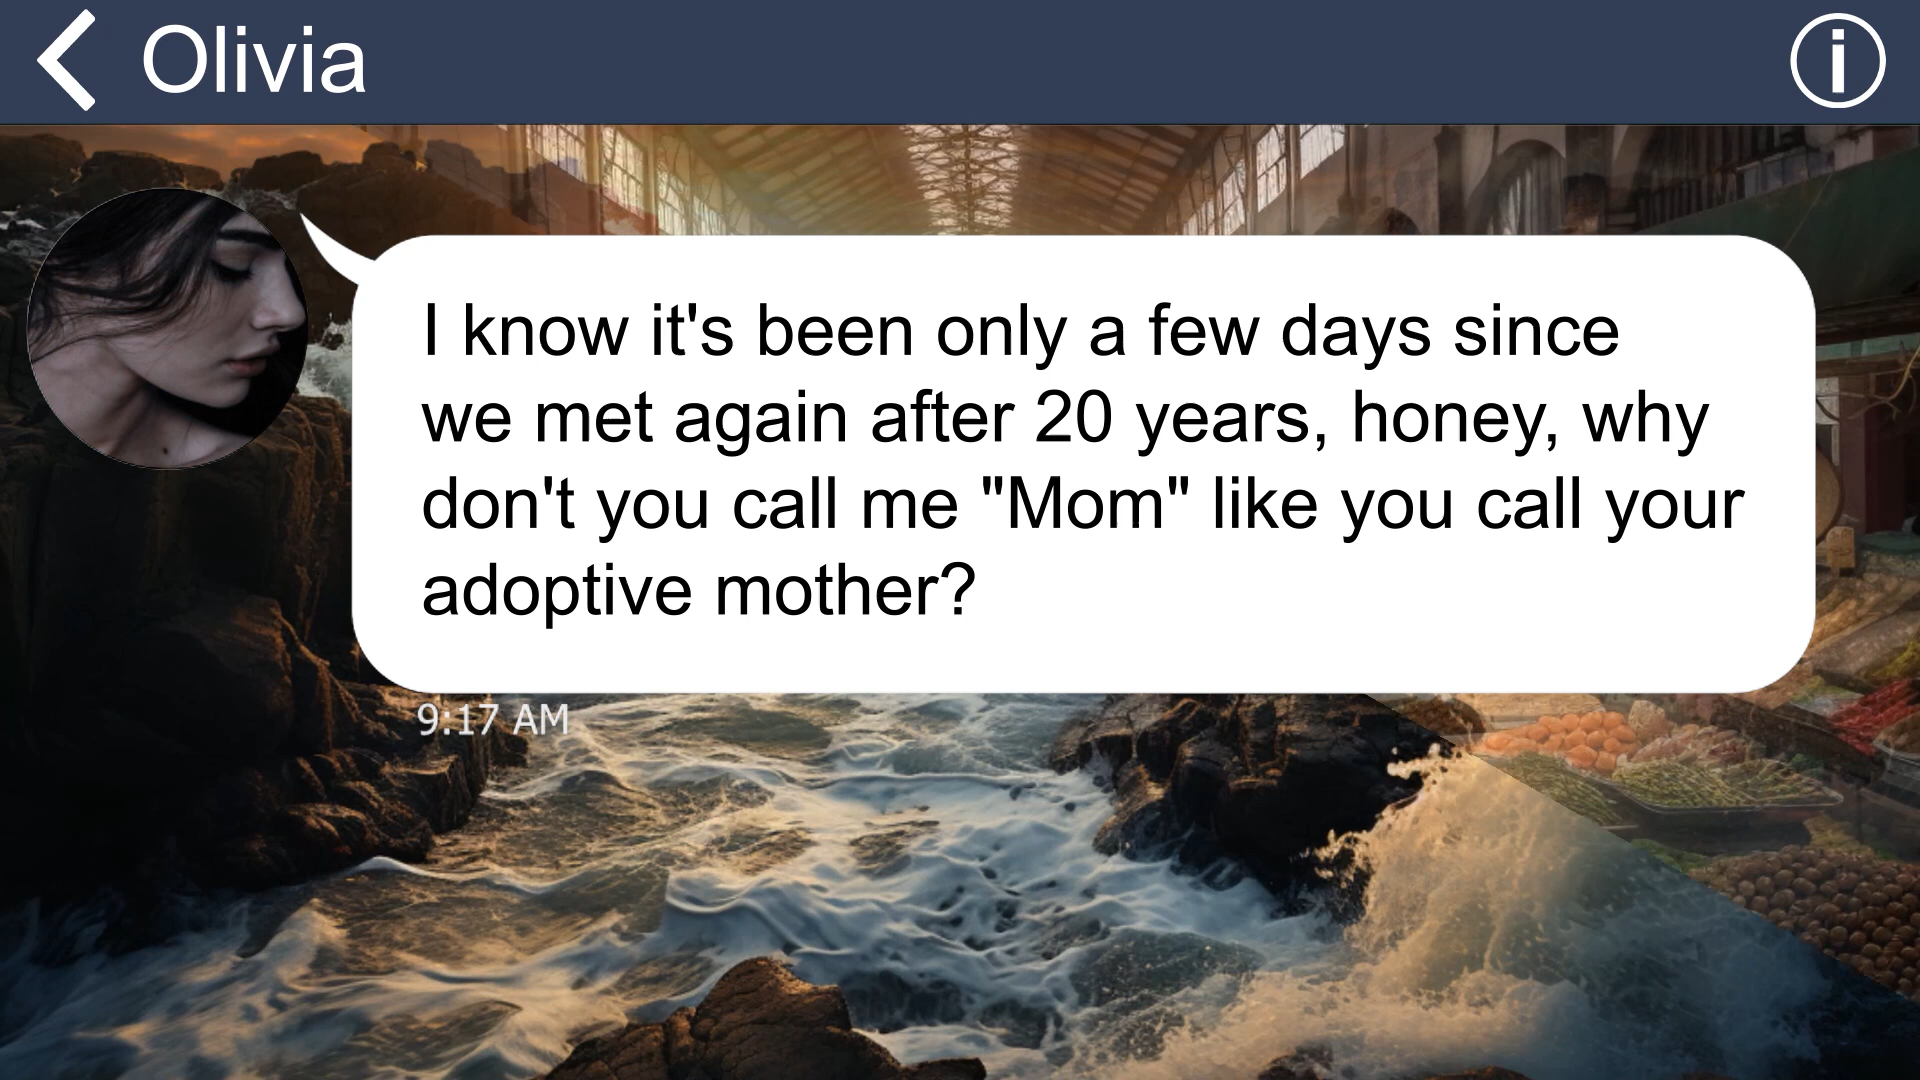 Olivia
I know it's been only a few days since
we met again after 20 years, honey, why
don't you call me "Mom" like you call your
adoptive mother?
9:17 AM